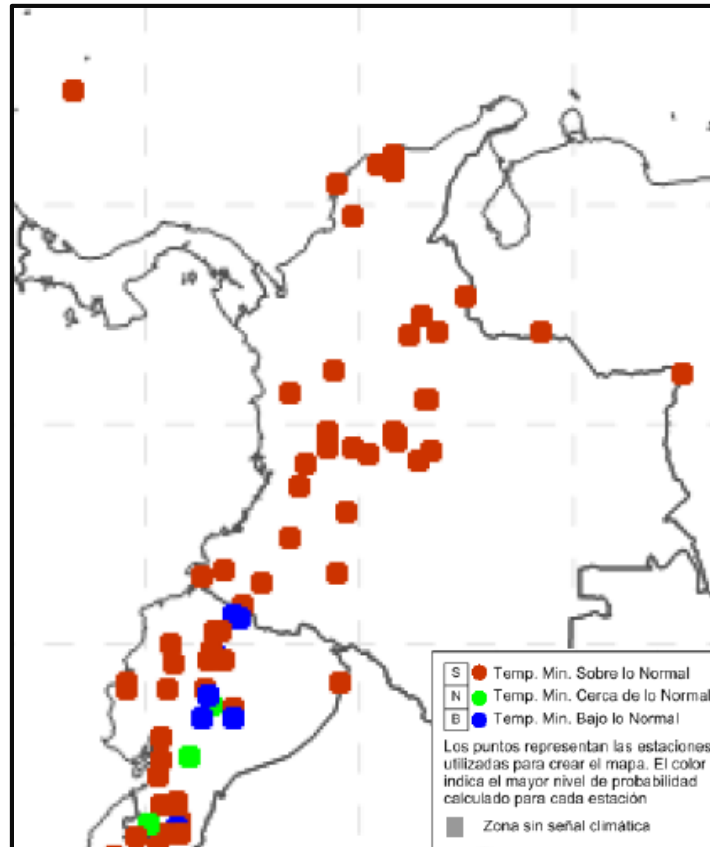 S Temp. Min. Sobre lo Normal
N Temp. Min. Cerca de lo Normal
B Temp. Min. Bajo lo Normal
Los puntos representan las estaciones
utilizadas para crear el mapa. El color
indica el mayor nivel de probabilidad
calculado para cada estación
Zona sin señal climática